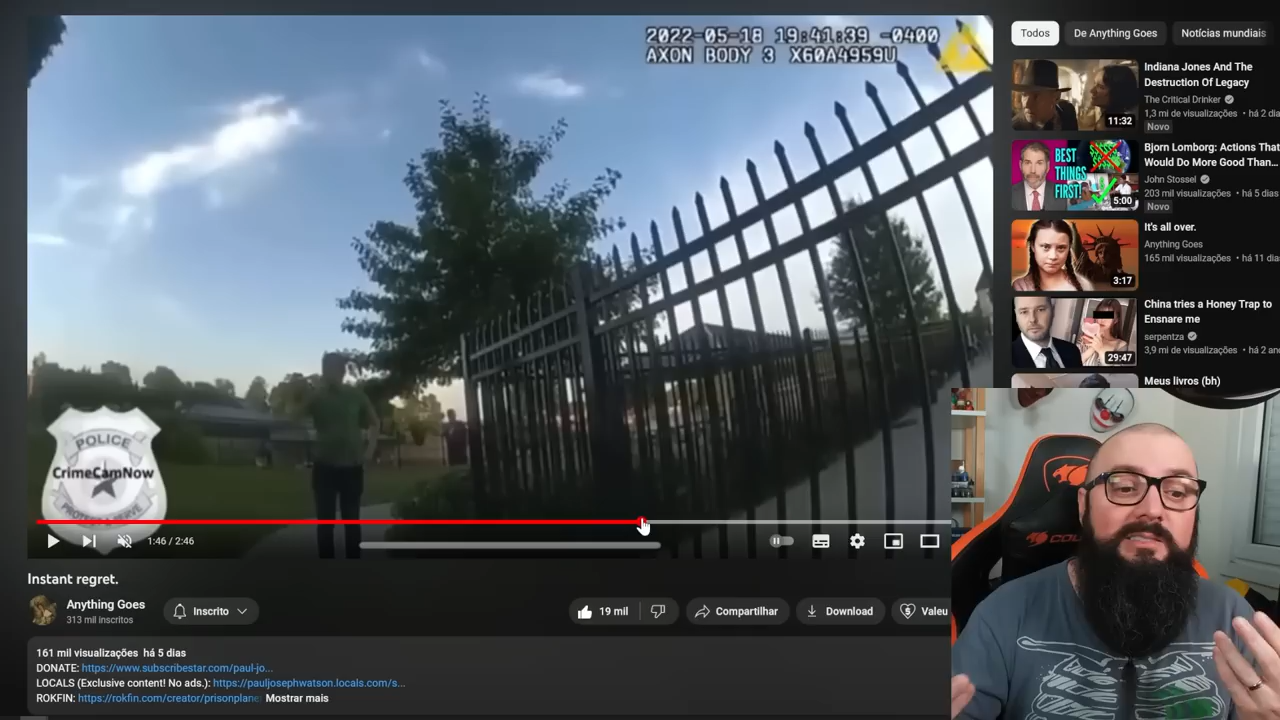 2022-05-18 19:41:39 -0400
AXON BODY 3 X60A4959U
POLICE
CrimeCamNow
PROTECT & SERVE
1:46 / 2:46
Instant regret.
Anything Goes
313 mil inscritos
Inscrito
19 mil
Compartilhar
Download
Valeu
161 mil visualizações há 5 dias
DONATE: https://www.subscribestar.com/paul-jo...
LOCALS (Exclusive content! No ads.): https://pauljosephwatson.locals.com/s...
ROKFIN: https://rokfin.com/creator/prisonplane Mostrar mais
Todos
De Anything Goes
Notícias mundiais
Indiana Jones And The
Destruction Of Legacy
The Critical Drinker
1,3 mi de visualizações • há 2 dia
Novo
11:32
Bjorn Lomborg: Actions That
Would Do More Good Than...
John Stossel
203 mil visualizações • há 5 dias
Novo
BEST
THINGS
FIRST!
5:00
It's all over.
Anything Goes
165 mil visualizações • há 11 dias
3:17
China tries a Honey Trap to
Ensnare me
serpentza
3,9 mi de visualizações • há 2 an
29:47
Meus livros (bh)
COUGAR